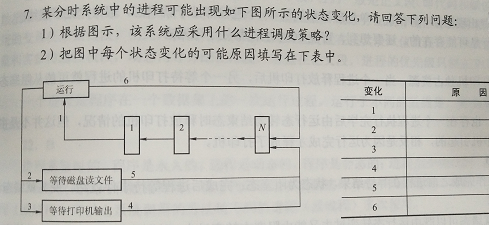 7. 某分时系统中的进程可能出现如下图所示的状态变化，请回答下列问题：
1）根据图示，该系统应采用什么进程调度策略？
2）把图中每个状态变化的可能原因填写在下表中。
6
运行
1
1
2
N
2
等待磁盘读文件
5
3
等待打印机输出
4
变化
原 因
1
2
3
4
5
6